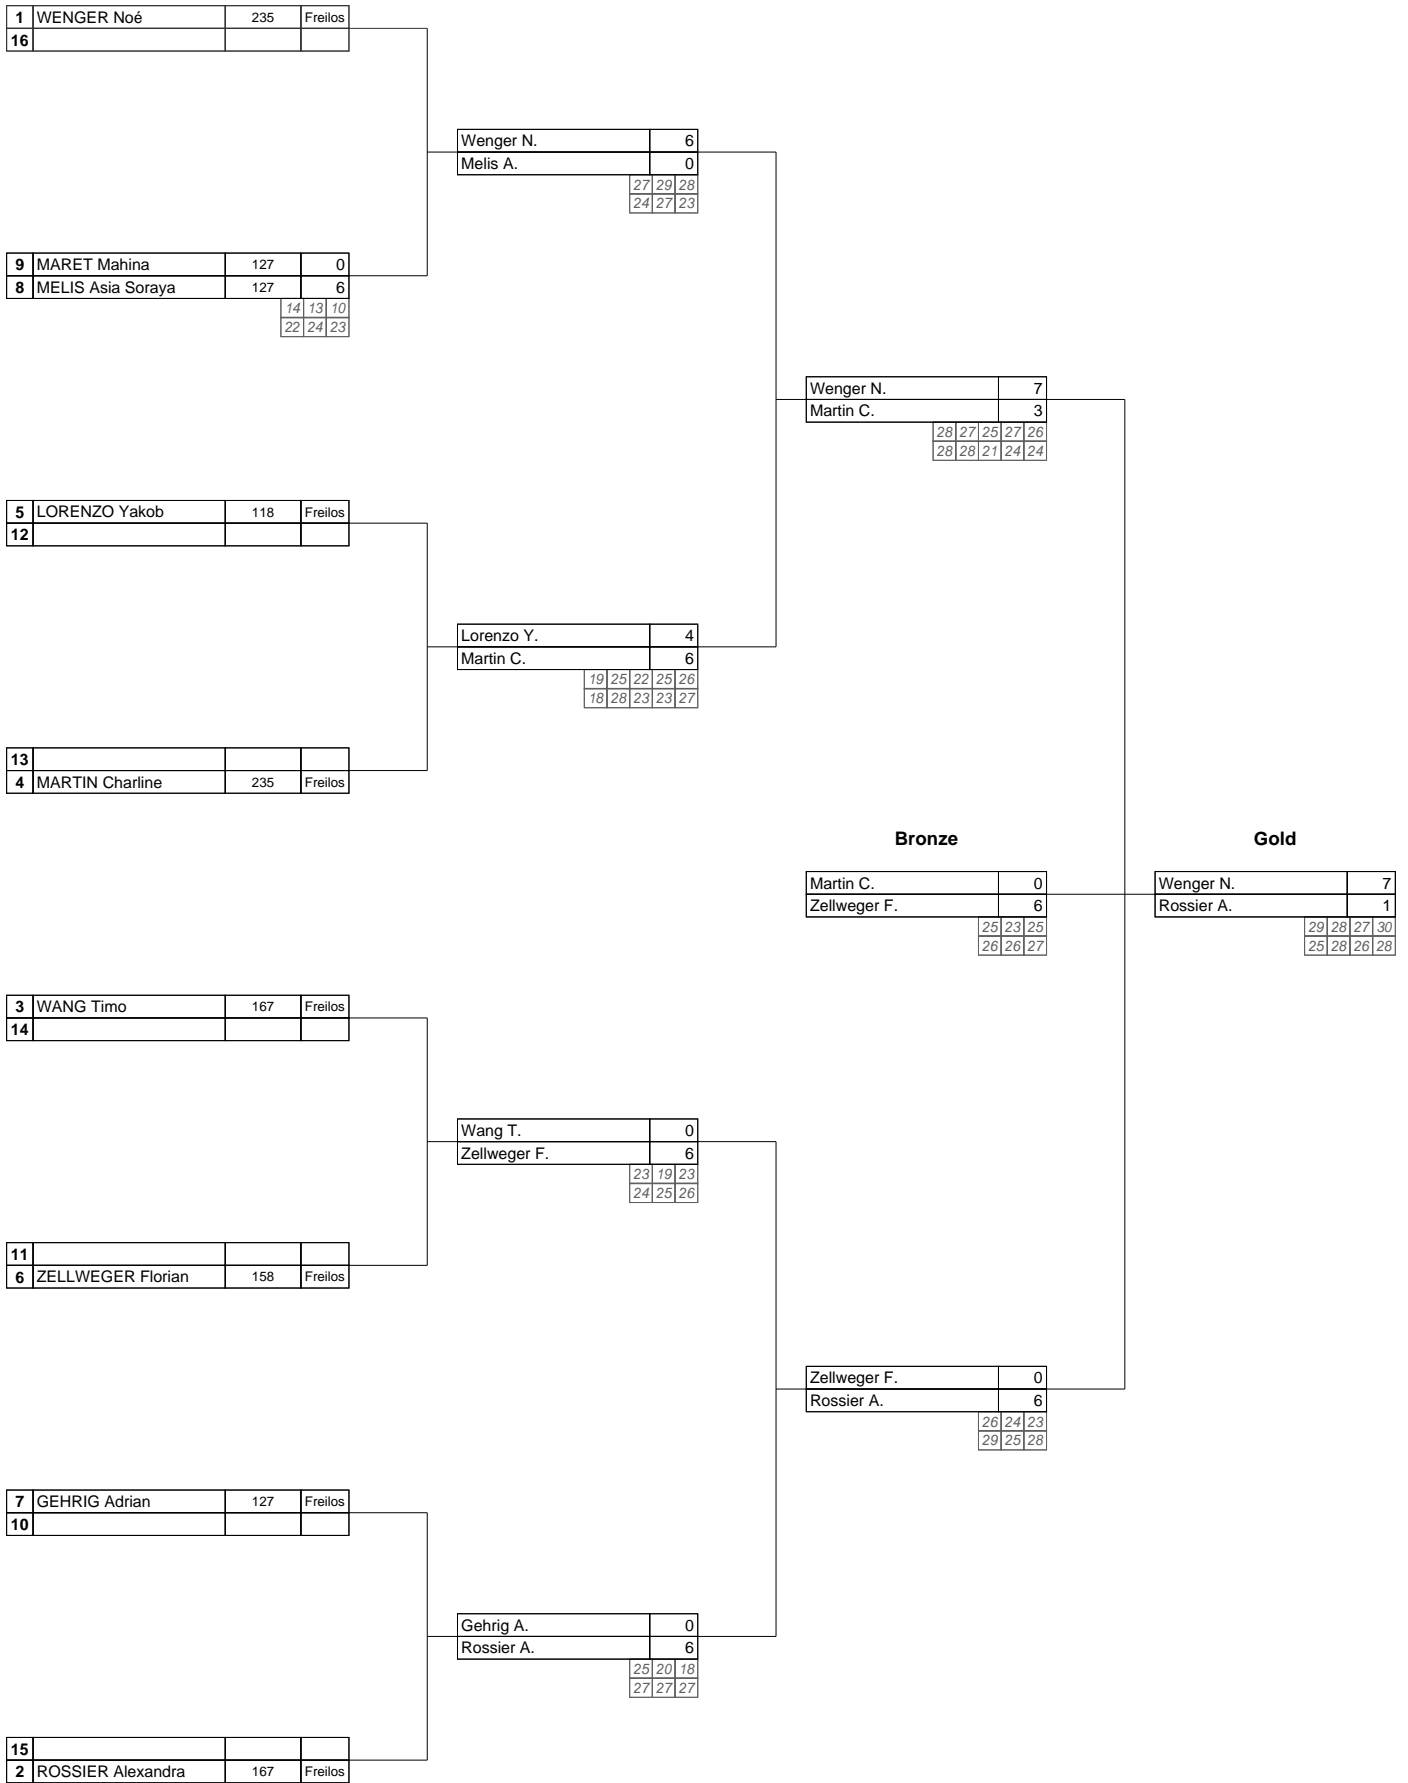 1 WENGER Noé 235 Freilos
16
Wenger N. 6
Melis A. 0
27 29 28
24 27 23
9 MARET Mahina 127 0
8 MELIS Asia Soraya 127 6
14 13 10
22 24 23
Wenger N. 7
Martin C. 3
28 27 25 27 26
28 28 21 24 24
5 LORENZO Yakob 118 Freilos
12
Lorenzo Y. 4
Martin C. 6
19 25 22 25 26
18 28 23 23 27
13
4 MARTIN Charline 235 Freilos
Bronze Gold
Martin C. 0 Wenger N. 7
Zellweger F. 6 Rossier A. 1
25 23 25 29 28 27 30
26 26 27 25 28 26 28
3 WANG Timo 167 Freilos
14
Wang T. 0
Zellweger F. 6
23 19 23
24 25 26
11
6 ZELLWEGER Florian 158 Freilos
Zellweger F. 0
Rossier A. 6
26 24 23
29 25 28
7 GEHRIG Adrian 127 Freilos
10
Gehrig A. 0
Rossier A. 6
25 20 18
27 27 27
15
2 ROSSIER Alexandra 167 Freilos